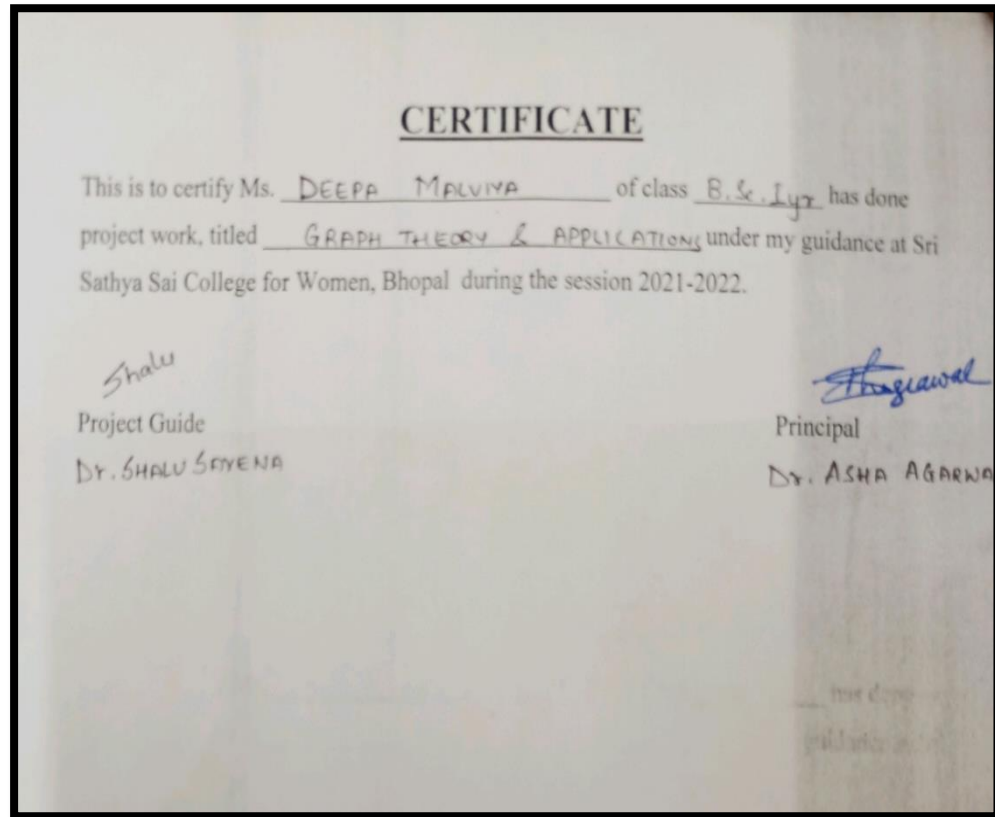 CERTIFICATE
This is to certify Ms. DEEPA MALVIYA of class B.Sc. I yr has done
project work, titled GRAPH THEORY & APPLICATIONS under my guidance at Sri
Sathya Sai College for Women, Bhopal during the session 2021-2022.
Shalu
Project Guide
Principal
Dr. SHALU
Dr. ASHA AGARWA
has done